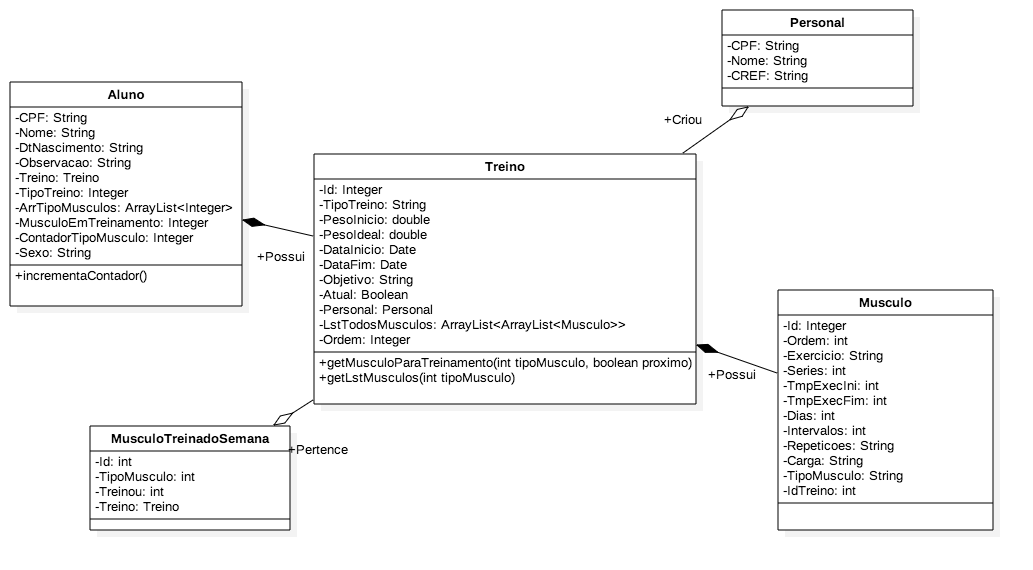 Personal
-CPF: String
-Nome: String
-CREF: String
+Criou
Aluno
-CPF: String
-Nome: String
-DtNascimento: String
-Observacao: String
-Treino: Treino
-TipoTreino: Integer
-ArrTipoMusculos: ArrayList<Integer>
-MusculoEmTreinamento: Integer
-ContadorTipoMusculo: Integer
-Sexo: String
+incrementaContador()
+Possui
Treino
-Id: Integer
-TipoTreino: String
-PesoInicio: double
-PesoIdeal: double
-DataInicio: Date
-DataFim: Date
-Objetivo: String
-Atual: Boolean
-Personal: Personal
-LstTodosMusculos: ArrayList<ArrayList<Musculo>>
-Ordem: Integer
+getMusculoParaTreinamento(int tipoMusculo, boolean proximo)
+getLstMusculos(int tipoMusculo)
+Possui
Musculo
-Id: Integer
-Ordem: int
-Exercicio: String
-Series: int
-TmpExecIni: int
-TmpExecFim: int
-Dias: int
-Intervalos: int
-Repeticoes: String
-Carga: String
-TipoMusculo: String
-IdTreino: int
MusculoTreinadoSemana
-Id: int
-TipoMusculo: int
-Treinou: int
-Treino: Treino
+Pertence